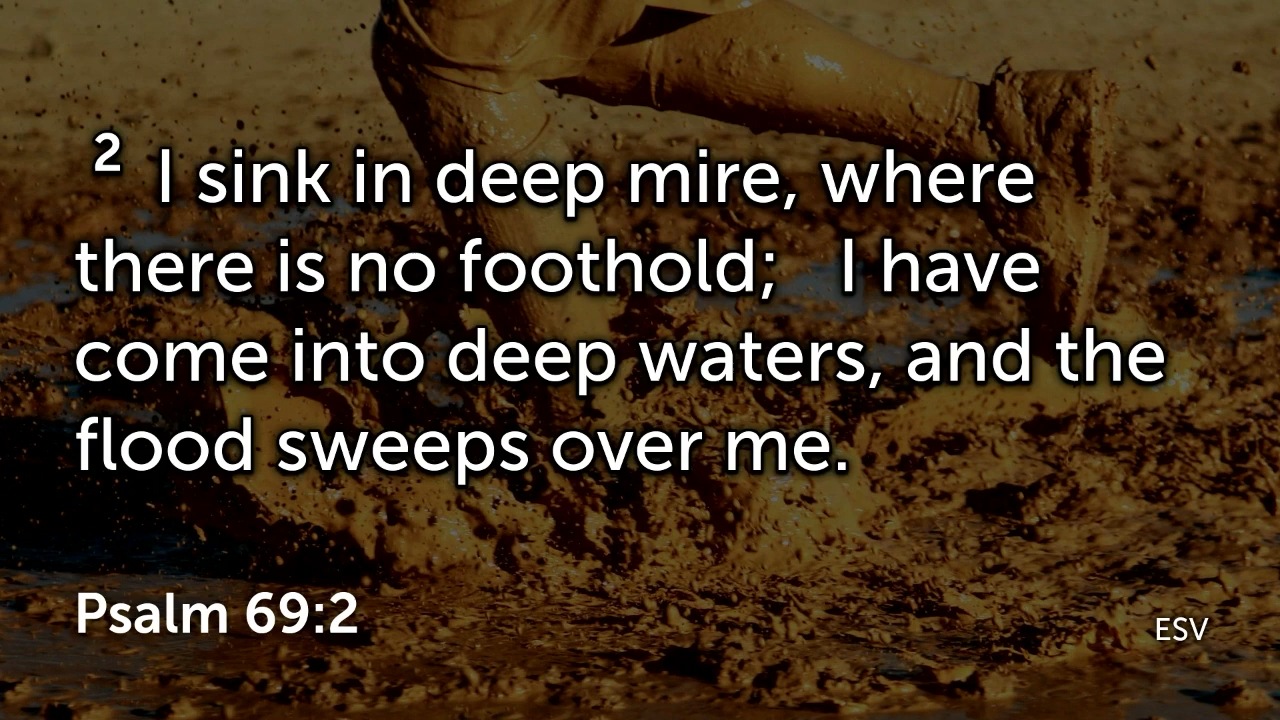 2 I sink in deep mire, where
there is no foothold; I have
come into deep waters, and the
flood sweeps over me.
Psalm 69:2
ESV